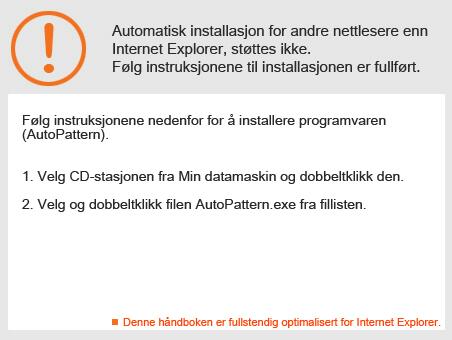 Automatisk installasjon for andre nettlesere enn
Internet Explorer, støttes ikke.
Følg instruksjonene til installasjonen er fullført.
Følg instruksjonene nedenfor for å installere programvaren
(AutoPattern).
1. Velg CD-stasjonen fra Min datamaskin og dobbeltklikk den.
2. Velg og dobbeltklikk filen AutoPattern.exe fra fillisten.
Denne håndboken er fullstendig optimalisert for Internet Explorer.